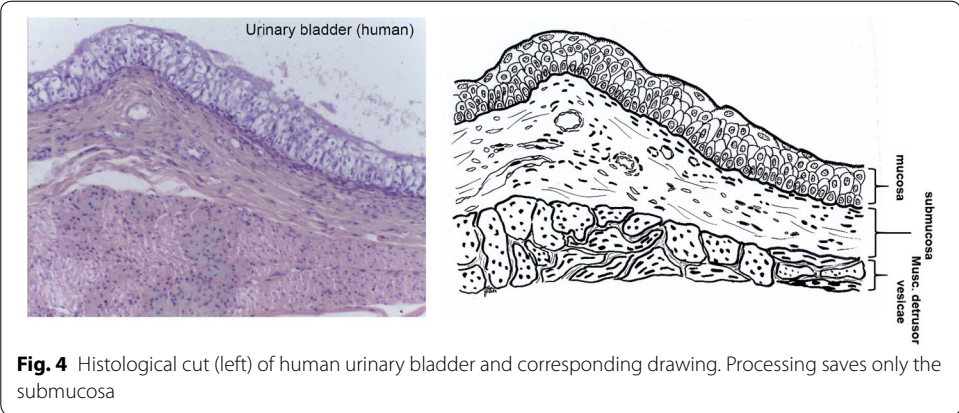 Urinary bladder (human)
mucosa
submucosa
Musc. detrusor
vesicae
Fig. 4 Histological cut (left) of human urinary bladder and corresponding drawing. Processing saves only the
submucosa